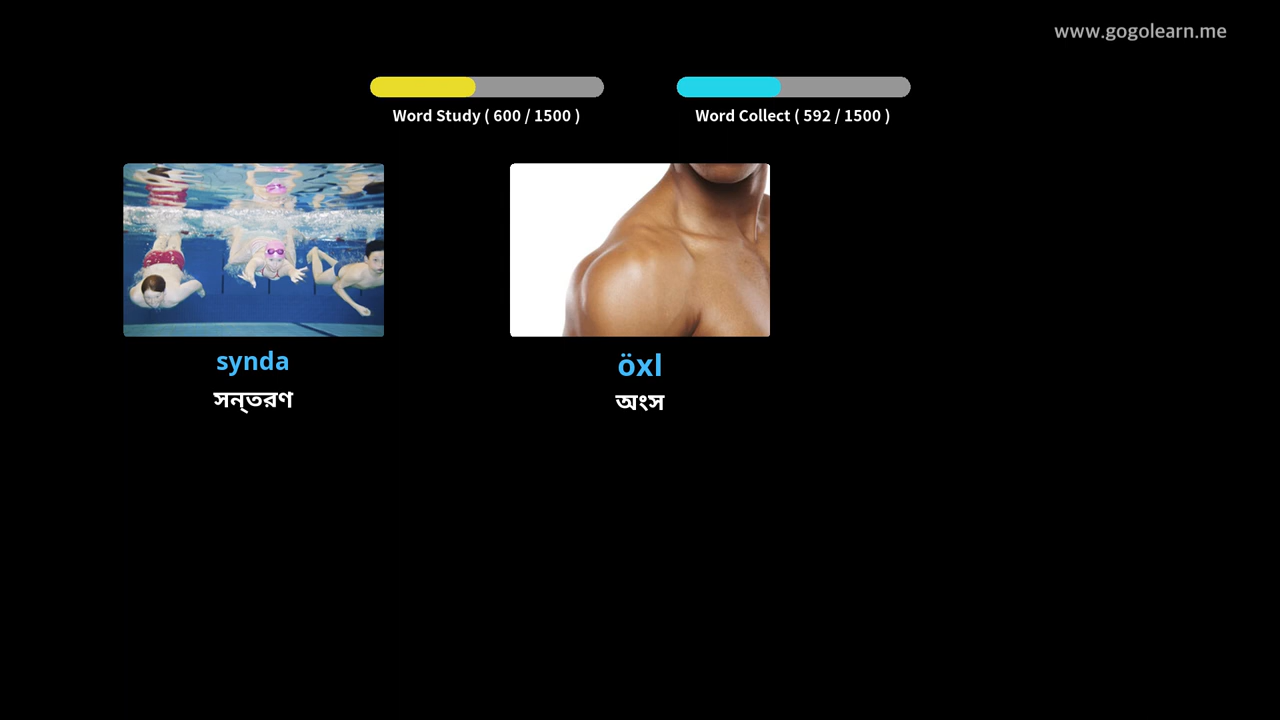 www.gogolearn.me
Word Study ( 600 / 1500 )
Word Collect ( 592 / 1500 )
synda
সন্তরণ
öxl
অংস